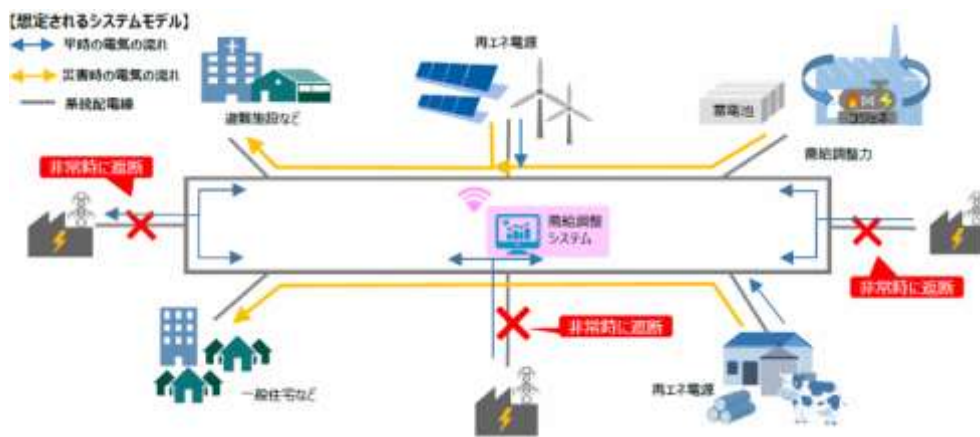 【想定されるシステムモデル】
平時の電気の流れ
災害時の電気の流れ
系統配電線
避難施設など
再エネ電源
蓄電池
コジェネ
需給調整力
非常時に遮断
需給調整
システム
非常時に遮断
非常時に遮断
一般住宅など
再エネ電源